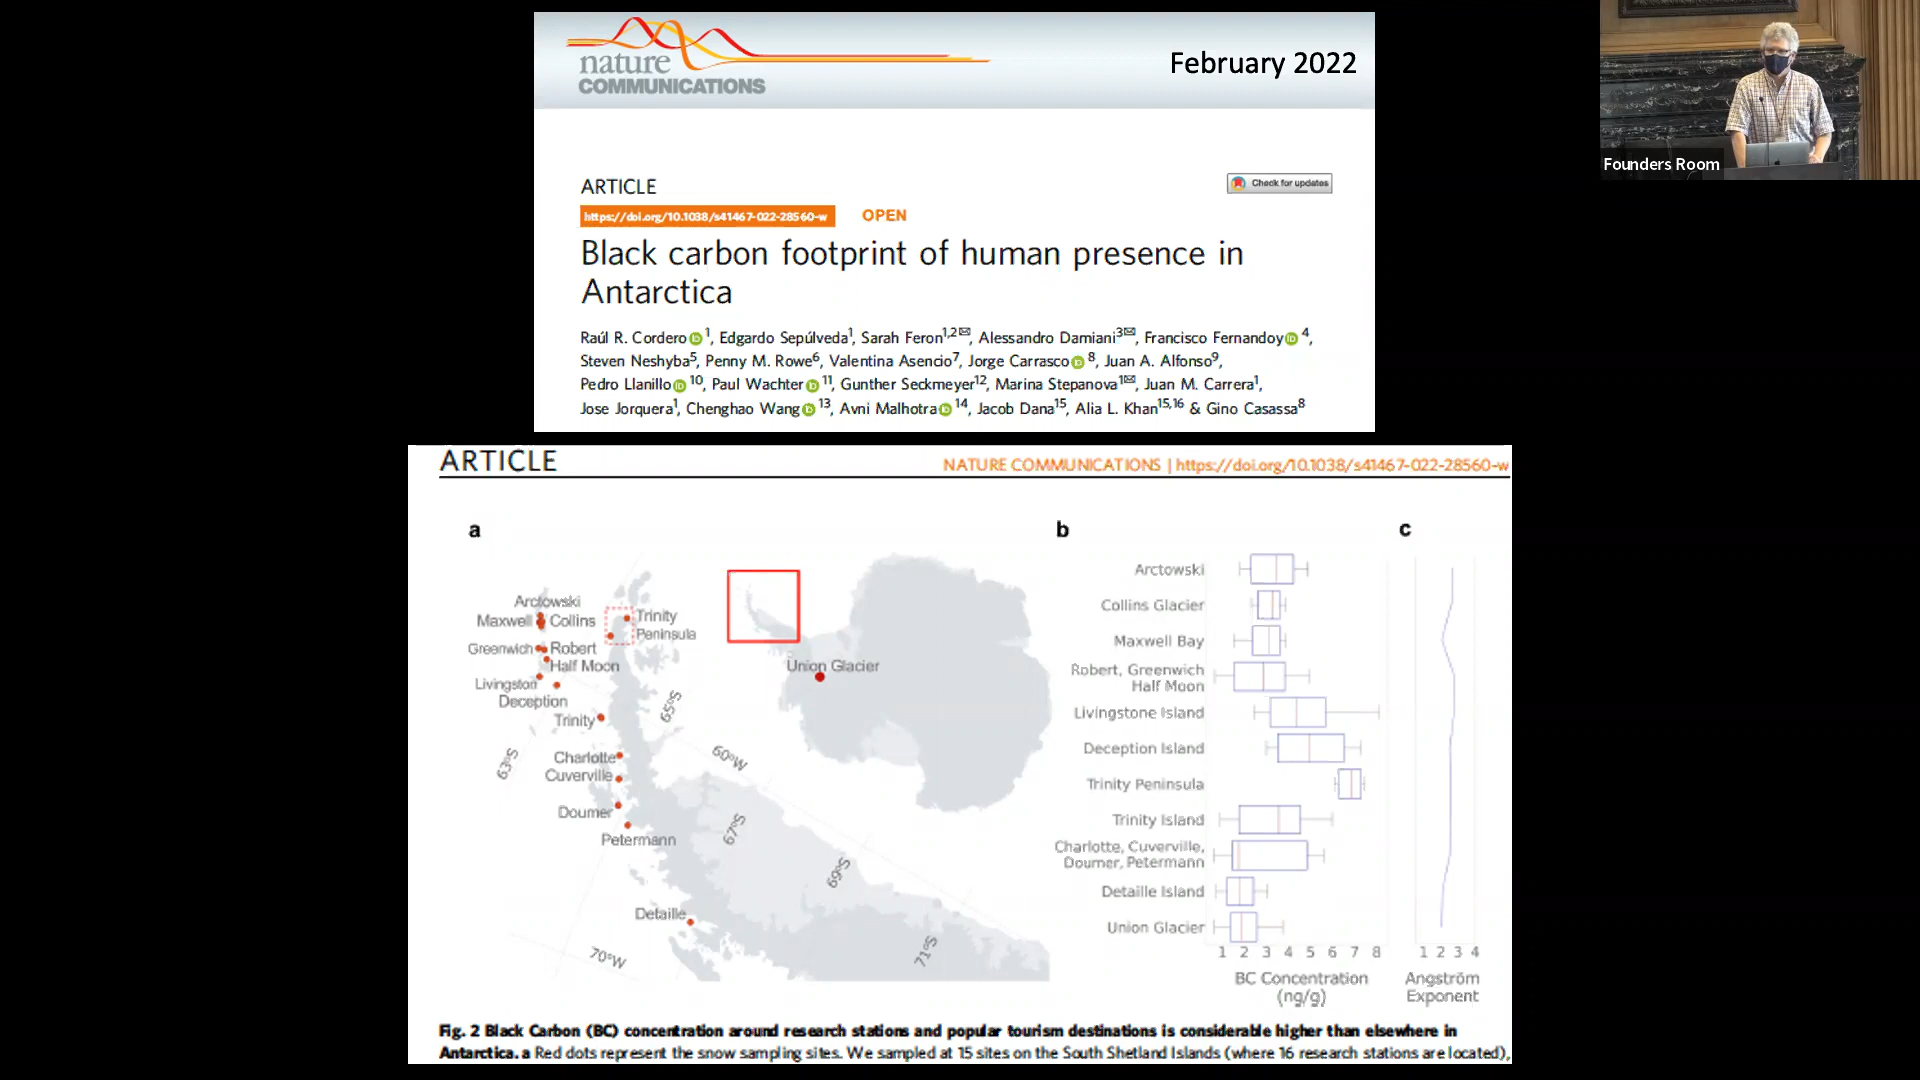 nature
COMMUNICATIONS
February 2022
Founders Room
ARTICLE
Check for updates
https://doi.org/10.1038/s41467-022-28560-w
OPEN
Black carbon footprint of human presence in
Antarctica
Raúl R. Cordero 1, Edgardo Sepúlveda1, Sarah Feron1,2✉, Alessandro Damiani3✉, Francisco Fernandoy 4,
Steven Neshyba5, Penny M. Rowe6, Valentina Asencio7, Jorge Carrasco 8, Juan A. Alfonso9,
Pedro Llanillo 10, Paul Wachter 11, Gunther Seckmeyer12, Marina Stepanova1✉, Juan M. Carrera1,
Jose Jorquera1, Chenghao Wang 13, Avni Malhotra 14, Jacob Dana15, Alia L. Khan15,16 & Gino Casassa8
ARTICLE
NATURE COMMUNICATIONS | https://doi.org/10.1038/s41467-022-28560-w
a
Arctowski
Maxwell
Collins
Trinity
Peninsula
Greenwich
Robert
Half Moon
Livingston
Deception
Trinity
63°S
65°S
60°W
Charlotte
Cuverville
Doumer
Petermann
67°S
69°S
Detaille
70°W
71°S
Union Glacier
b
Arctowski
Collins Glacier
Maxwell Bay
Robert, Greenwich
Half Moon
Livingstone Island
Deception Island
Trinity Peninsula
Trinity Island
Charlotte, Cuverville,
Doumer, Petermann
Detaille Island
Union Glacier
1 2 3 4 5 6 7 8
BC Concentration
(ng/g)
c
1 2 3 4
Angström
Exponent
Fig. 2 Black Carbon (BC) concentration around research stations and popular tourism destinations is considerable higher than elsewhere in
Antarctica. a Red dots represent the snow sampling sites. We sampled at 15 sites on the South Shetland Islands (where 16 research stations are located),